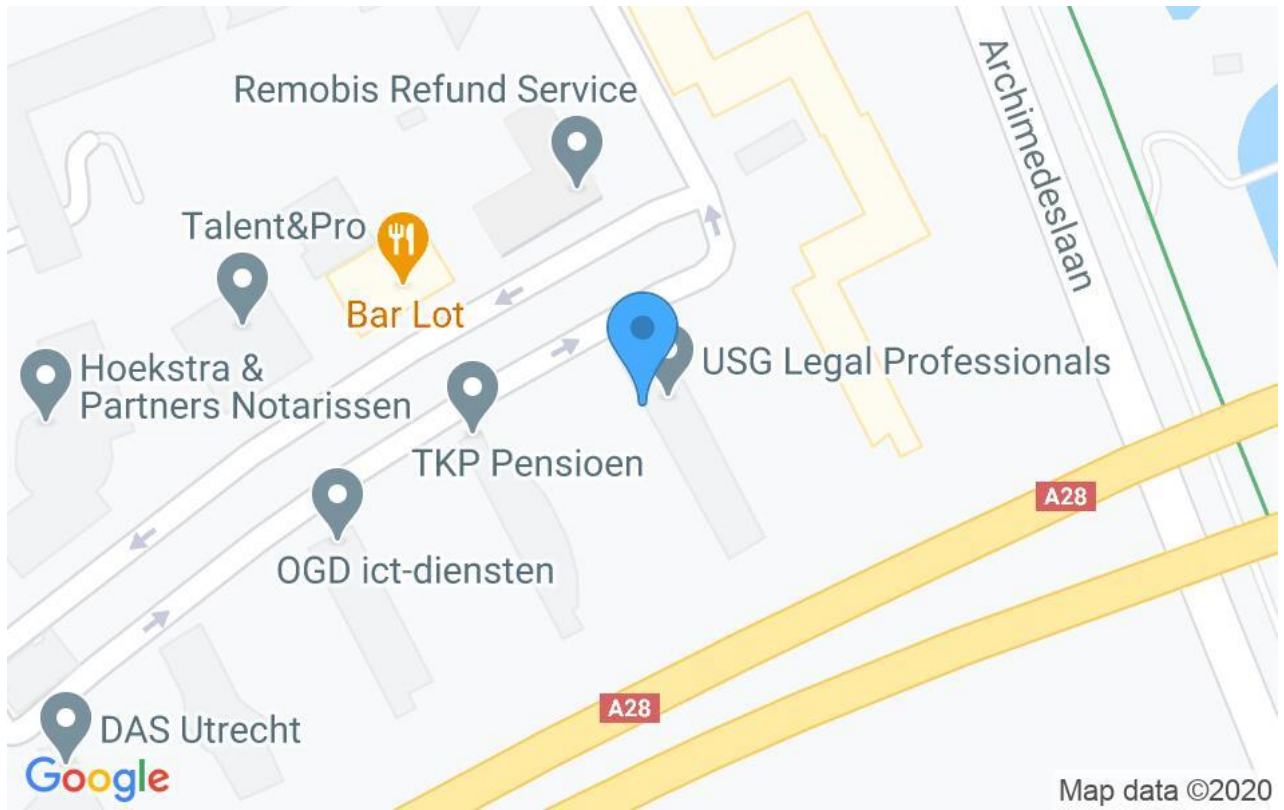 Remobis Refund Service
Archimedeslaan
Talent&Pro
Bar Lot
Hoekstra &
Partners Notarissen
USG Legal Professionals
TKP Pensioen
A28
OGD ict-diensten
A28
DAS Utrecht
Google
Map data ©2020